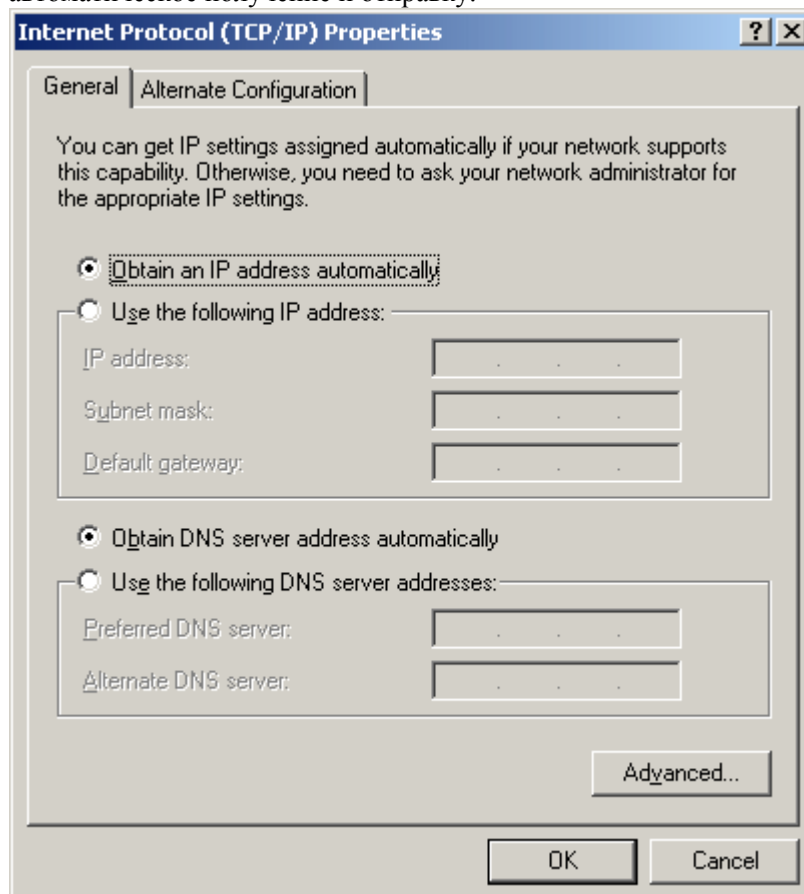 автоматическое получение и отправку.
Internet Protocol (TCP/IP) Properties
General
Alternate Configuration
You can get IP settings assigned automatically if your network supports
this capability. Otherwise, you need to ask your network administrator for
the appropriate IP settings.
Obtain an IP address automatically
Use the following IP address:
IP address:
Subnet mask:
Default gateway:
Obtain DNS server address automatically
Use the following DNS server addresses:
Preferred DNS server:
Alternate DNS server:
Advanced...
OK
Cancel